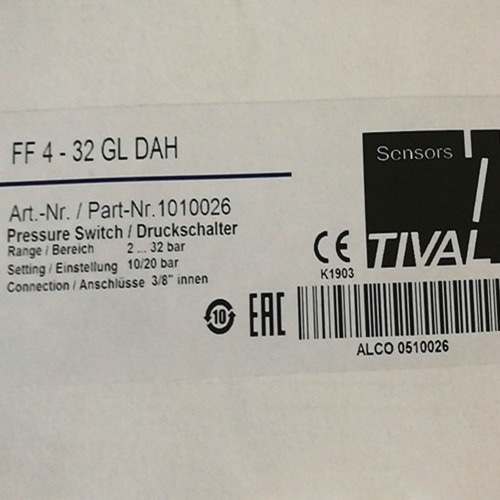 FF 4 - 32 GL DAH
Art.-Nr. / Part-Nr.1010026
Pressure Switch / Druckschalter
Range / Bereich 2 ... 32 bar
Setting / Einstellung 10/20 bar
Connection / Anschlüsse 3/8" innen
Sensors
TIVAL
CE
K1903
10
EAC
ALCO 0510026